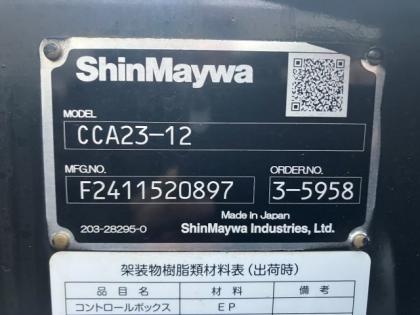 ShinMaywa
MODEL
CCA23-12
MFG.NO. ORDER.NO.
F2411520897 3-5958
Made in Japan
203-28295-0 ShinMaywa Industries, Ltd.
架装物樹脂類材料表(出荷時)
品名 材料 備考
コントロールボックス EP